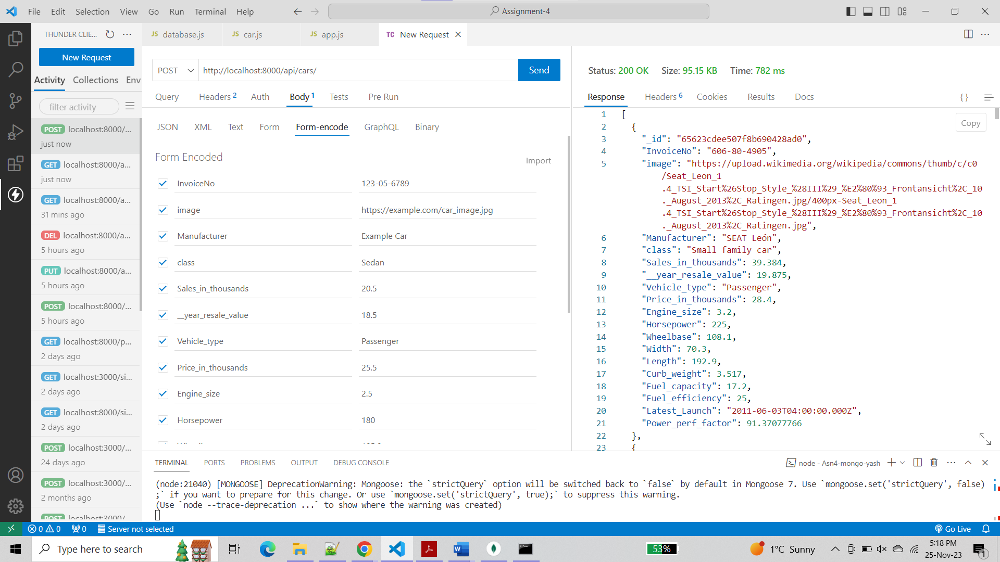 File Edit Selection View Go Run Terminal Help
Assignment-4
THUNDER CLIE...
New Request
Activity Collections Env
filter activity
POST localhost:8000/...
just now
GET localhost:8000/a...
just now
GET localhost:8000/a...
31 mins ago
DEL localhost:8000/a...
5 hours ago
PUT localhost:8000/a...
5 hours ago
POST localhost:8000/...
5 hours ago
GET localhost:8000/p...
2 days ago
GET localhost:3000/si...
2 days ago
GET localhost:8000/si...
2 days ago
POST localhost:3000/...
24 days ago
POST localhost:3000/...
2 months ago
POST localhost:3000/
JS database.js
JS car.js
JS app.js
TC New Request
POST http://localhost:8000/api/cars/ Send
Query Headers 2 Auth Body 1 Tests Pre Run
JSON XML Text Form Form-encode GraphQL Binary
Form Encoded
Import
InvoiceNo 123-05-6789
image https://example.com/car_image.jpg
Manufacturer Example Car
class Sedan
Sales_in_thousands 20.5
__year_resale_value 18.5
Vehicle_type Passenger
Price_in_thousands 25.5
Engine_size 2.5
Horsepower 180
Status: 200 OK Size: 95.15 KB Time: 782 ms
Response Headers 6 Cookies Results Docs { }
Copy
1 [
2 {
3 "_id": "65623cdee507f8b690428ad0",
4 "InvoiceNo": "606-80-4905",
5 "image": "https://upload.wikimedia.org/wikipedia/commons/thumb/c/c0
/Seat_Leon_1
.4_TSI_Start%26Stop_Style_%28III%29_%E2%80%93_Frontansicht%2C_10
._August_2013%2C_Ratingen.jpg/400px-Seat_Leon_1
.4_TSI_Start%26Stop_Style_%28III%29_%E2%80%93_Frontansicht%2C_10
._August_2013%2C_Ratingen.jpg",
6 "Manufacturer": "SEAT León",
7 "class": "Small family car",
8 "Sales_in_thousands": 39.384,
9 "__year_resale_value": 19.875,
10 "Vehicle_type": "Passenger",
11 "Price_in_thousands": 28.4,
12 "Engine_size": 3.2,
13 "Horsepower": 225,
14 "Wheelbase": 108.1,
15 "Width": 70.3,
16 "Length": 192.9,
17 "Curb_weight": 3.517,
18 "Fuel_capacity": 17.2,
19 "Fuel_efficiency": 25,
20 "Latest_Launch": "2011-06-03T04:00:00.000Z",
21 "Power_perf_factor": 91.37077766
22 },
23 {
TERMINAL PORTS PROBLEMS OUTPUT DEBUG CONSOLE
node - Asn4-mongo-yash
(node:21040) [MONGOOSE] DeprecationWarning: Mongoose: the `strictQuery` option will be switched back to `false` by default in Mongoose 7. Use `mongoose.set('strictQuery', false)
;` if you want to prepare for this change. Or use `mongoose.set('strictQuery', true);` to suppress this warning.
(Use `node --trace-deprecation ...` to show where the warning was created)
0 0 0 Server not selected
Go Live
Type here to search
53%
1°C Sunny
5:18 PM
25-Nov-23
1